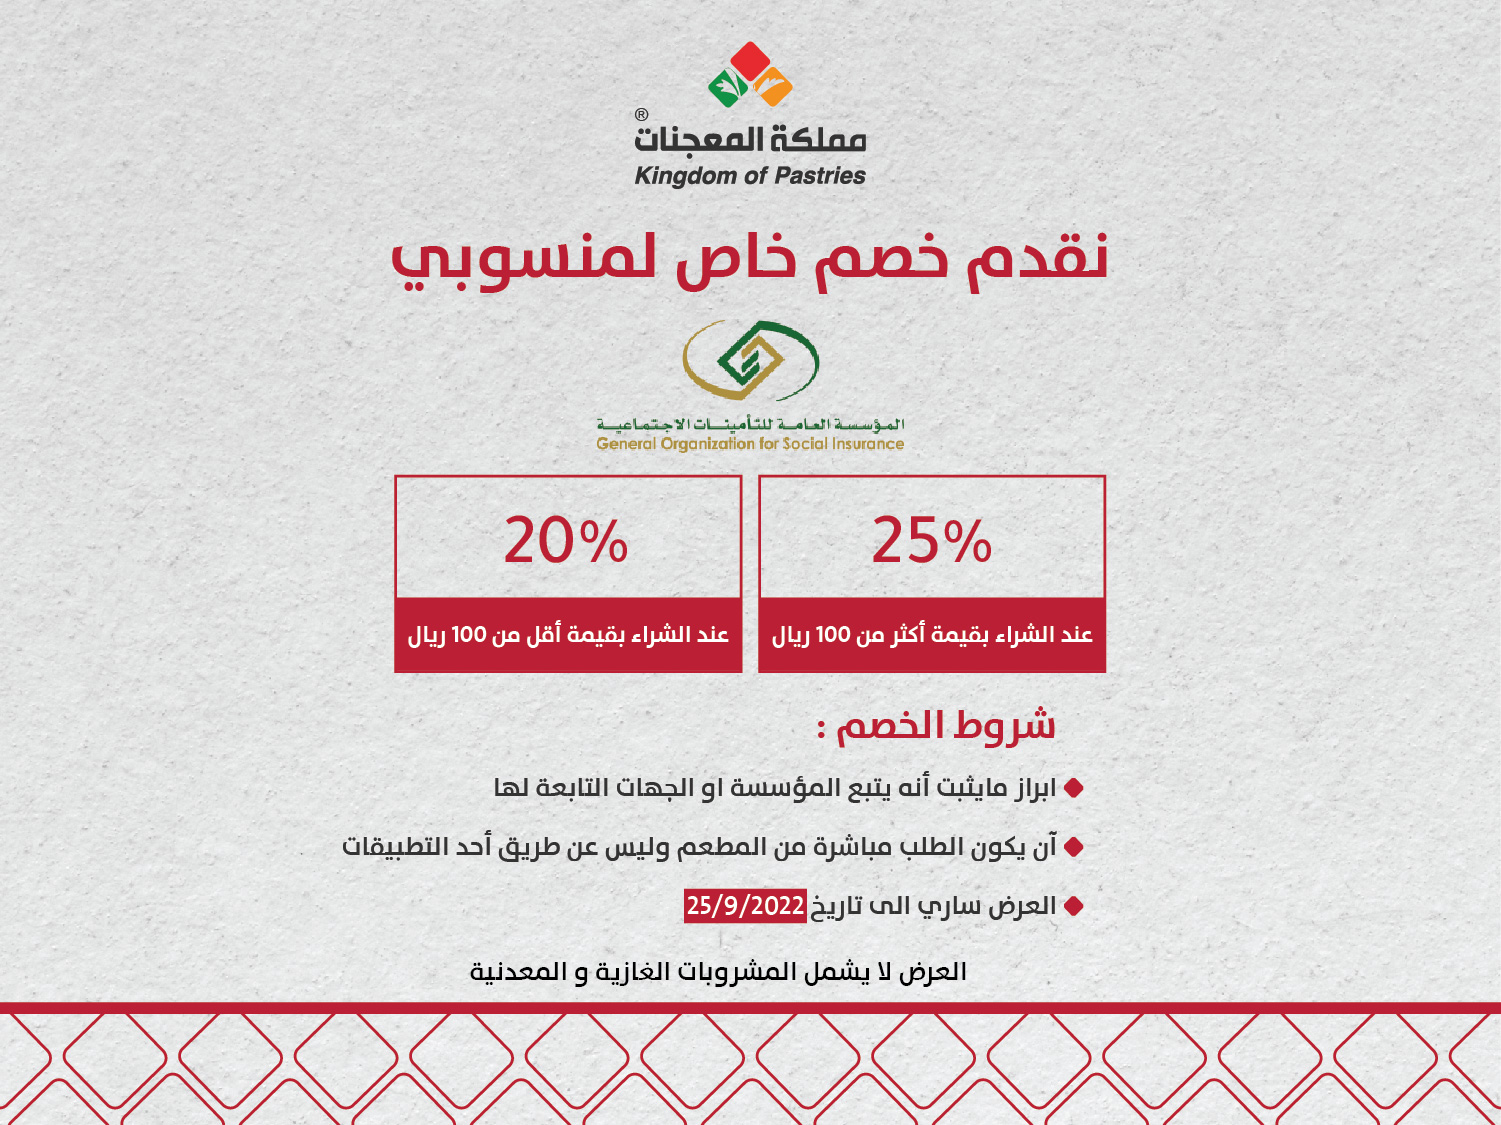 ®
مملكة المعجنات
Kingdom of Pastries
نقدم خصم خاص لمنسوبي
المؤسسة العامة للتأمينات الاجتماعية
General Organization for Social Insurance
25%
عند الشراء بقيمة أكثر من 100 ريال
20%
عند الشراء بقيمة أقل من 100 ريال
شروط الخصم :
ابراز مايثبت أنه يتبع المؤسسة او الجهات التابعة لها
آن يكون الطلب مباشرة من المطعم وليس عن طريق أحد التطبيقات
العرض ساري الى تاريخ 25/9/2022
العرض لا يشمل المشروبات الغازية و المعدنية